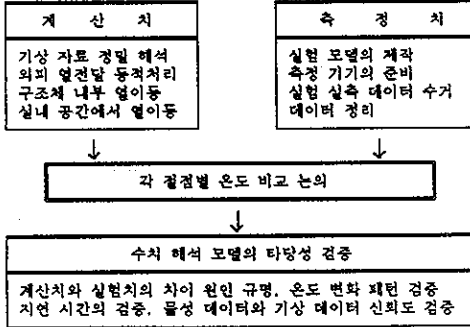 계 산 치
기상 자료 정밀 해석
외피 열전달 동적처리
구조체 내부 열이동
실내 공간에서 열이동
측 정 치
실험 모델의 제작
측정 기기의 준비
실험 실측 데이터 수거
데이터 정리
각 절점별 온도 비교 논의
수치 해석 모델의 타당성 검증
계산치와 실험치의 차이 원인 규명, 온도 변화 패턴 검증
지연 시간의 검증, 물성 데이터와 기상 데이터 신뢰도 검증